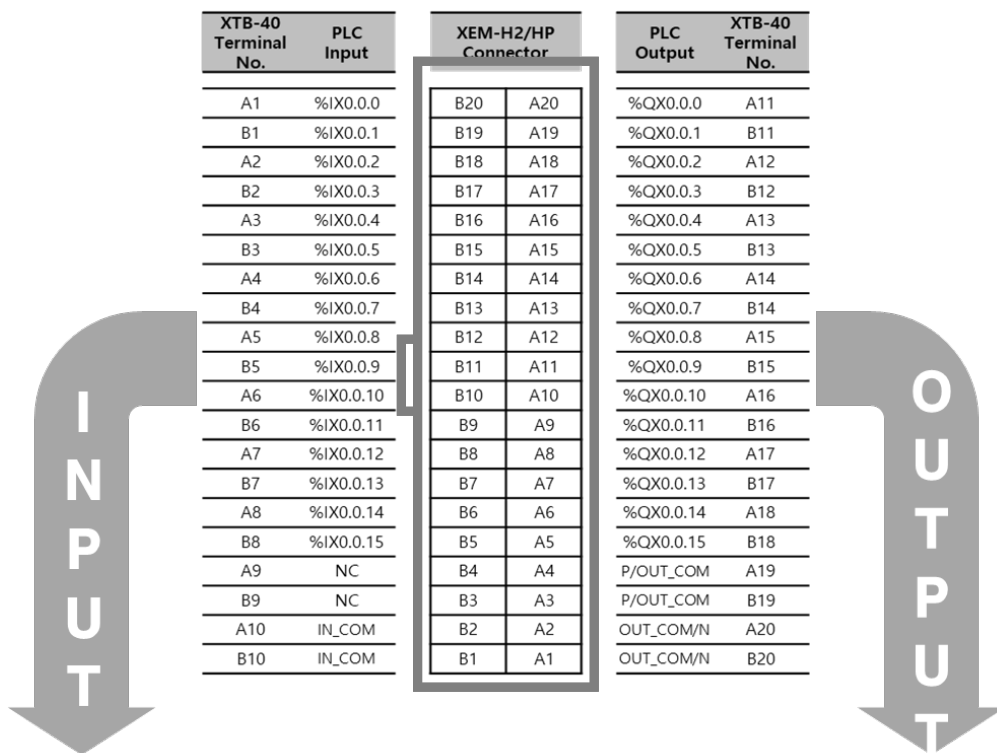 XTB-40 Terminal No. PLC Input XEM-H2/HP Connector PLC Output XTB-40 Terminal No.
A1 %IX0.0.0 B20 A20 %QX0.0.0 A11
B1 %IX0.0.1 B19 A19 %QX0.0.1 B11
A2 %IX0.0.2 B18 A18 %QX0.0.2 A12
B2 %IX0.0.3 B17 A17 %QX0.0.3 B12
A3 %IX0.0.4 B16 A16 %QX0.0.4 A13
B3 %IX0.0.5 B15 A15 %QX0.0.5 B13
A4 %IX0.0.6 B14 A14 %QX0.0.6 A14
B4 %IX0.0.7 B13 A13 %QX0.0.7 B14
A5 %IX0.0.8 B12 A12 %QX0.0.8 A15
B5 %IX0.0.9 B11 A11 %QX0.0.9 B15
A6 %IX0.0.10 B10 A10 %QX0.0.10 A16
B6 %IX0.0.11 B9 A9 %QX0.0.11 B16
A7 %IX0.0.12 B8 A8 %QX0.0.12 A17
B7 %IX0.0.13 B7 A7 %QX0.0.13 B17
A8 %IX0.0.14 B6 A6 %QX0.0.14 A18
B8 %IX0.0.15 B5 A5 %QX0.0.15 B18
A9 NC B4 A4 P/OUT_COM A19
B9 NC B3 A3 P/OUT_COM B19
A10 IN_COM B2 A2 OUT_COM/N A20
B10 IN_COM B1 A1 OUT_COM/N B20
INPUT
OUTPUT